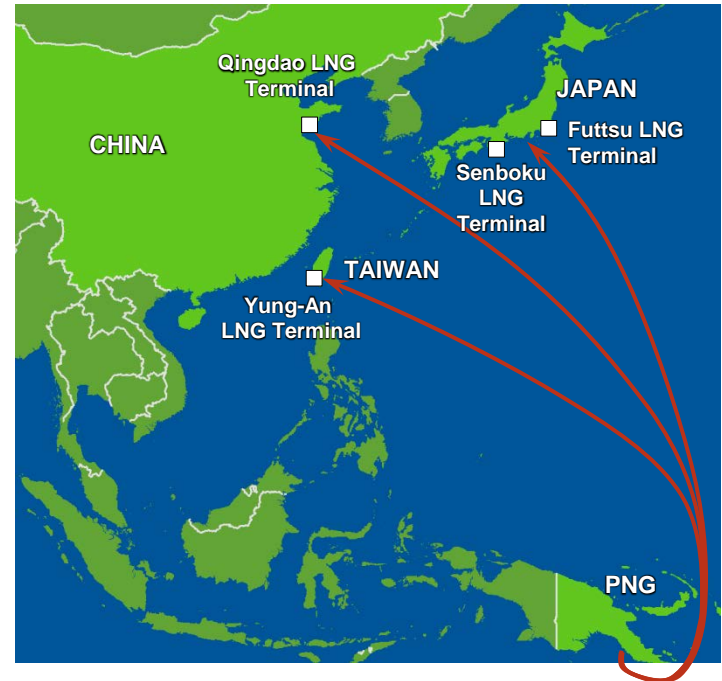 Qingdao LNG
Terminal
JAPAN
CHINA
Futtsu LNG
Terminal
Senboku
LNG
Terminal
TAIWAN
Yung-An
LNG Terminal
PNG